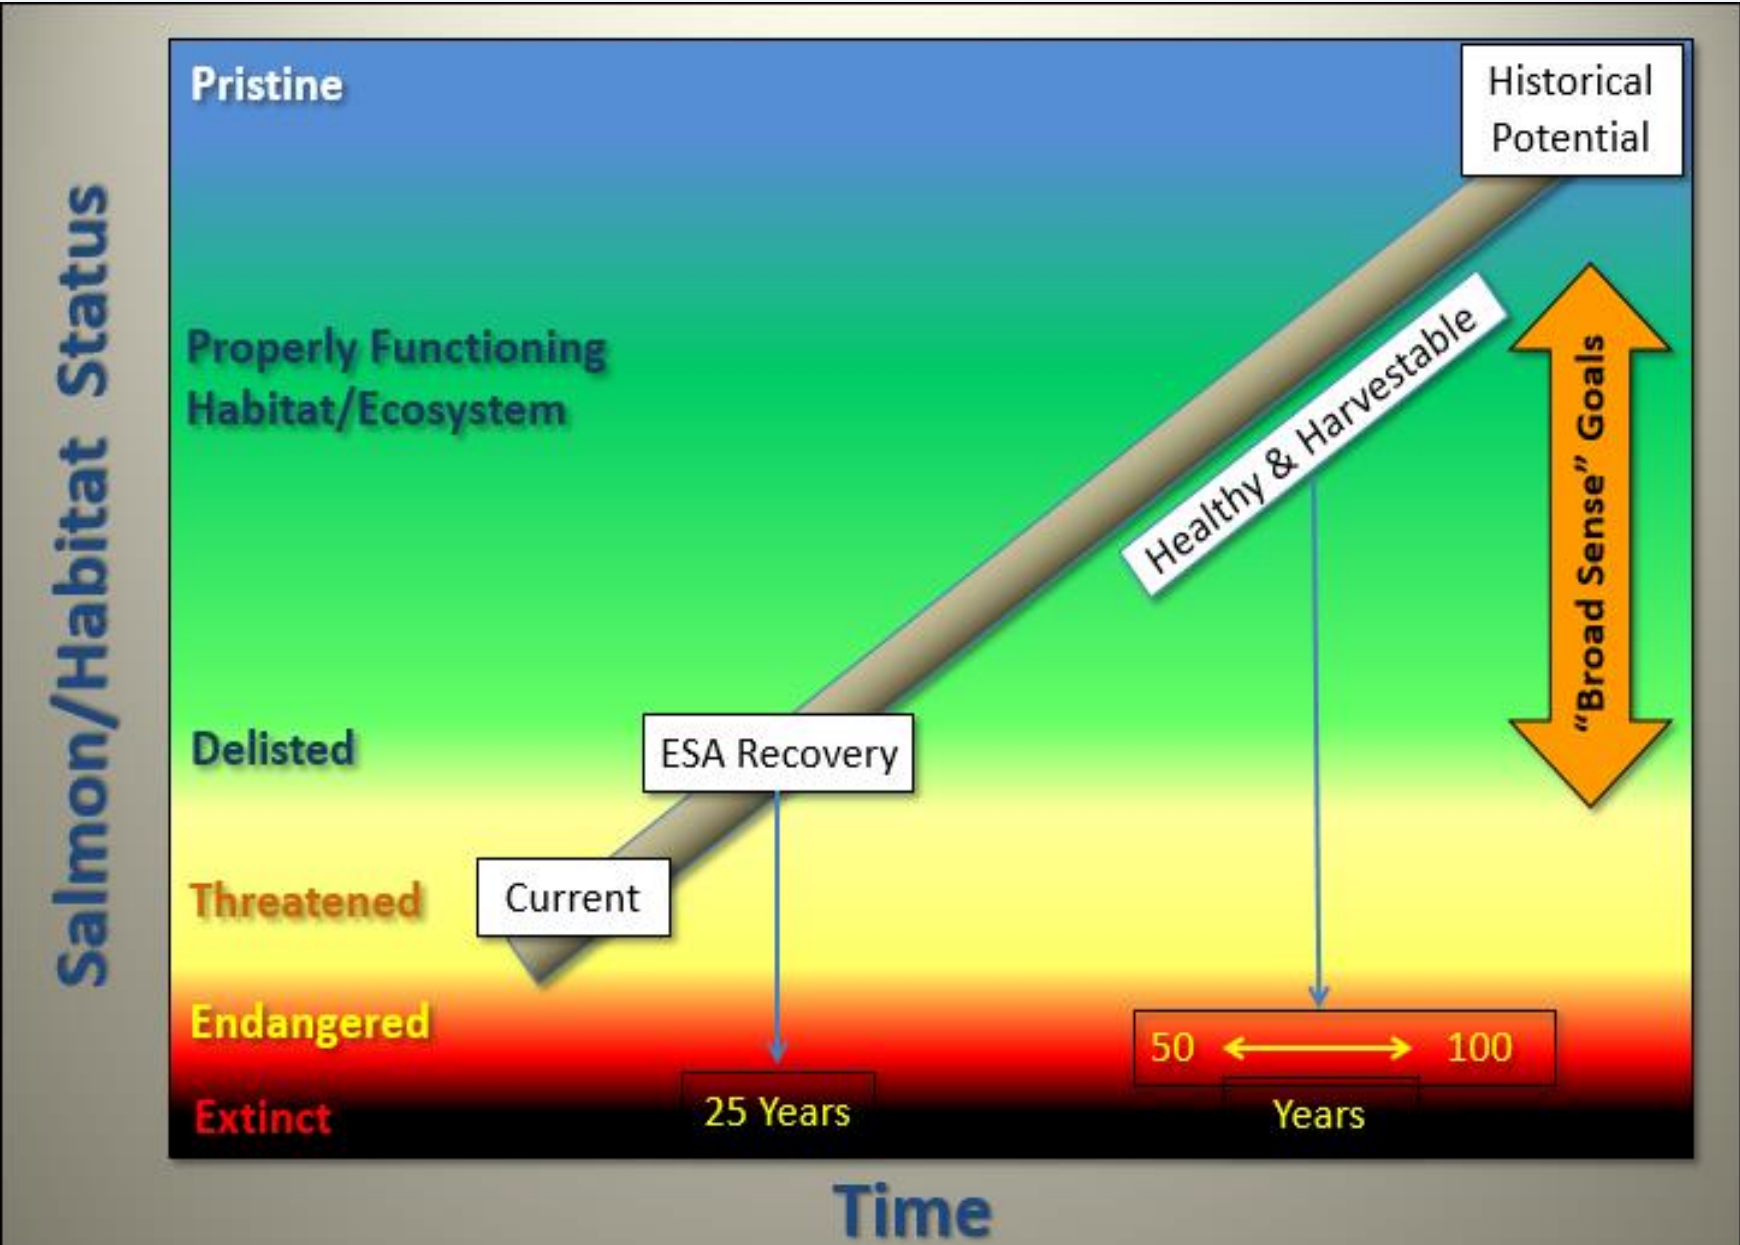 Pristine
Historical
Potential
Properly Functioning
Habitat/Ecosystem
Healthy & Harvestable
"Broad Sense" Goals
Salmon/Habitat Status
Delisted
ESA Recovery
Threatened
Current
Endangered
50 100
Extinct
25 Years
Years
Time